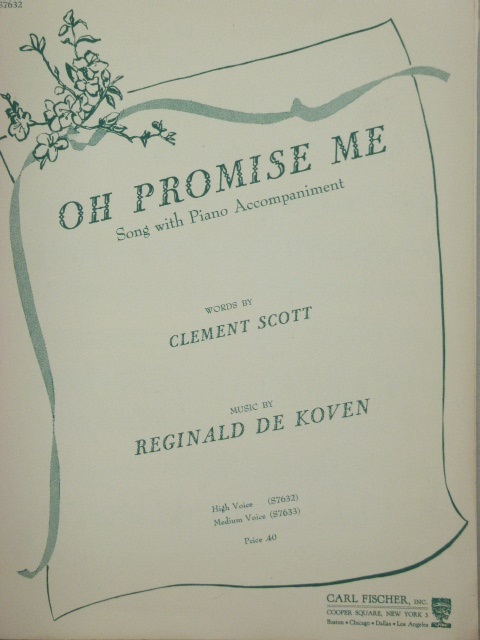 S7632
OH PROMISE ME
Song with Piano Accompaniment
WORDS BY
CLEMENT SCOTT
MUSIC BY
REGINALD DE KOVEN
High Voice (S7632)
Medium Voice (S7633)
Price .40
CARL FISCHER, INC.
COOPER SQUARE, NEW YORK 3
Boston • Chicago • Dallas • Los Angeles